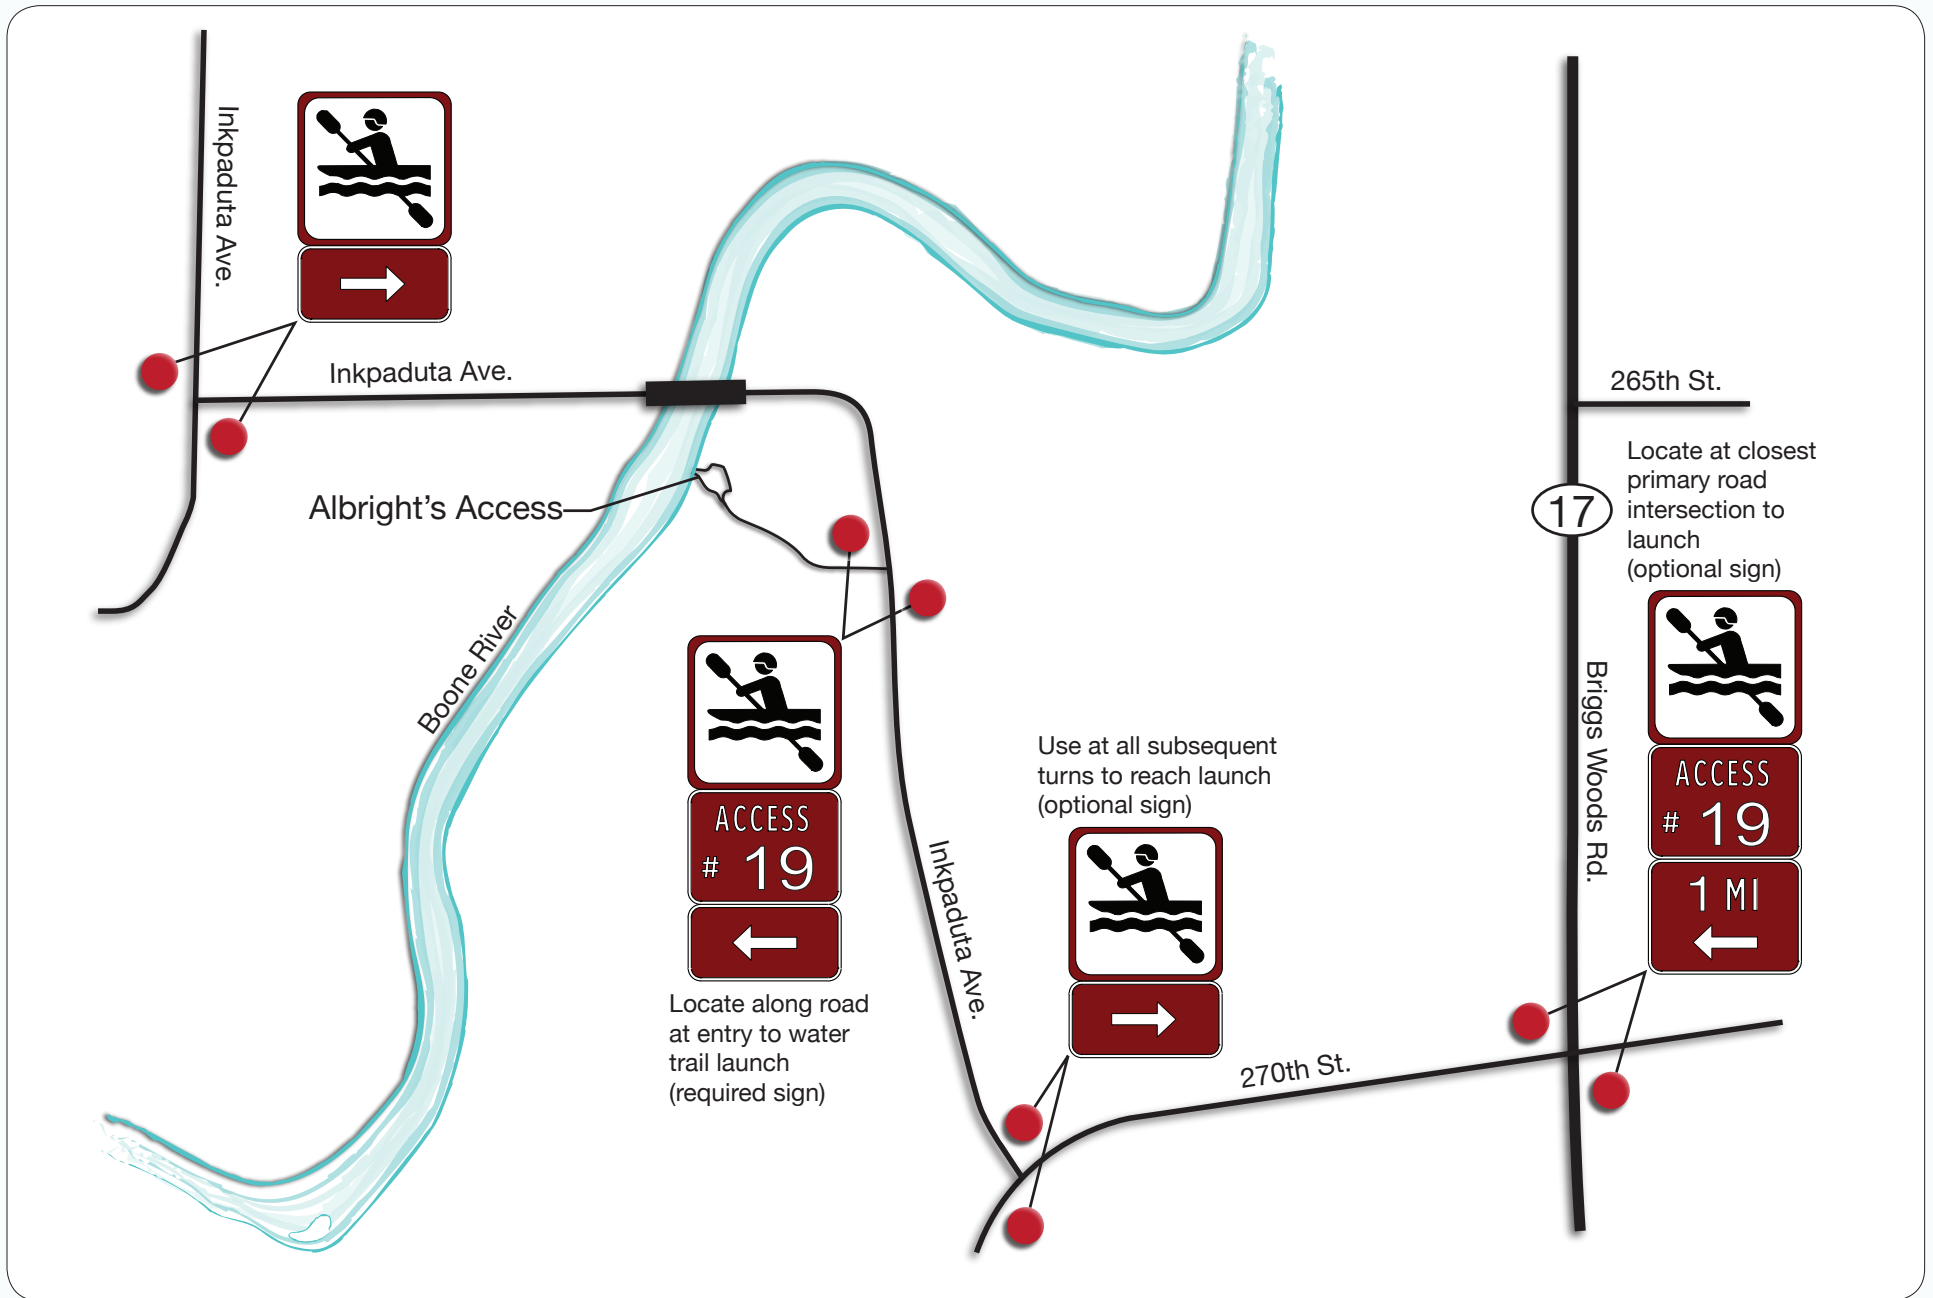 Inkpaduta Ave.
Inkpaduta Ave.
265th St.
Locate at closest
primary road
intersection to
launch
(optional sign)
17
Albright's Access
Boone River
Briggs Woods Rd.
ACCESS
# 19
1 MI
Use at all subsequent
turns to reach launch
(optional sign)
ACCESS
# 19
Inkpaduta Ave.
Locate along road
at entry to water
trail launch
(required sign)
270th St.